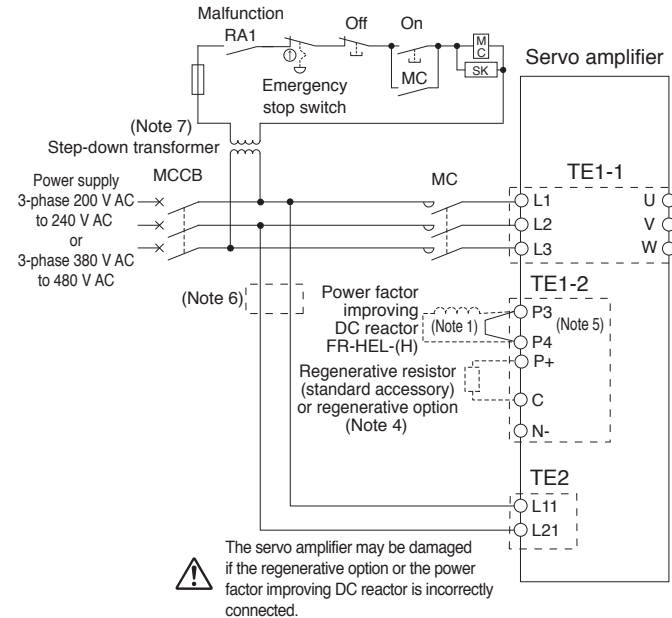 Malfunction
RA1
Off
On
MC
SK
MC
Emergency
stop switch
Servo amplifier
(Note 7)
Step-down transformer
Power supply
3-phase 200 V AC
to 240 V AC
or
3-phase 380 V AC
to 480 V AC
MCCB
MC
TE1-1
L1
L2
L3
U
V
W
TE1-2
(Note 6)
Power factor
improving
DC reactor
FR-HEL-(H)
(Note 1)
P3
(Note 5)
P4
P+
Regenerative resistor
(standard accessory)
or regenerative option
(Note 4)
C
N-
TE2
L11
L21
The servo amplifier may be damaged
if the regenerative option or the power
factor improving DC reactor is incorrectly
connected.